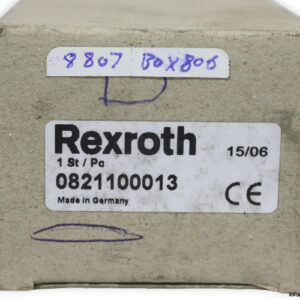 8807 BOX806
Rexroth
1 St / Pc
15/06
0821100013
Made in Germany
CE